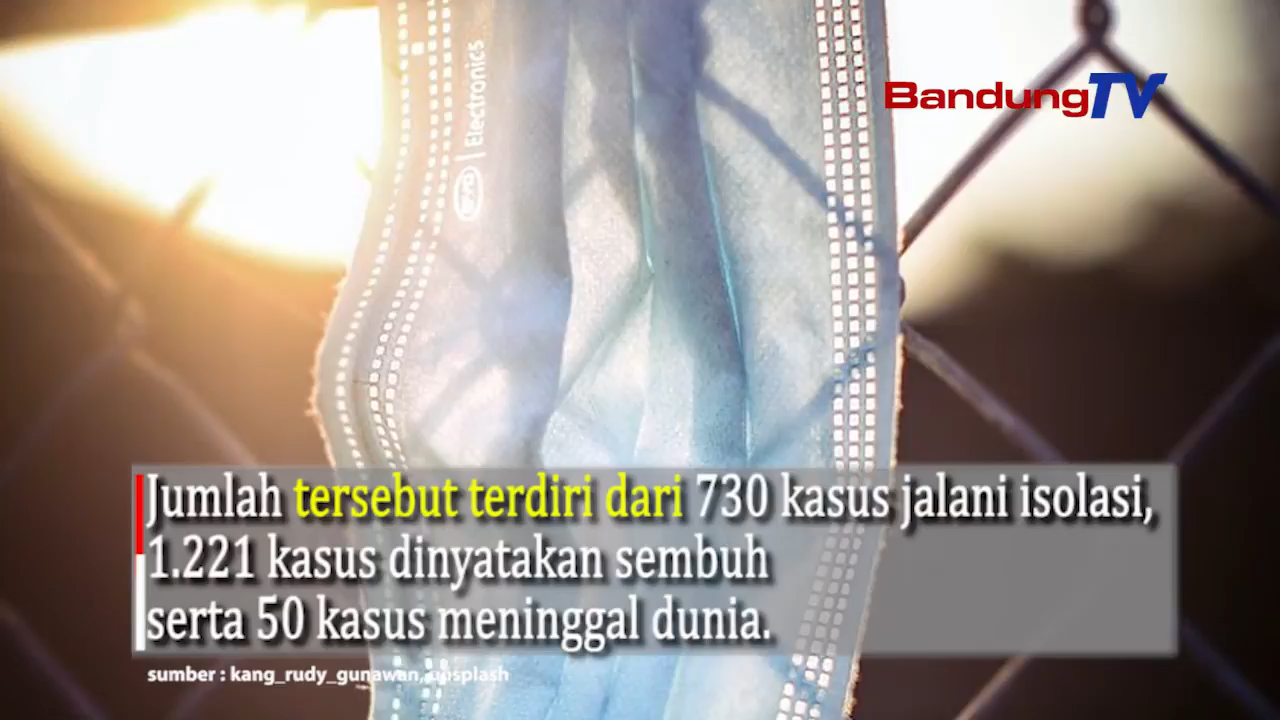 BandungTV
Electronics
Jumlah tersebut terdiri dari 730 kasus jalani isolasi,
1.221 kasus dinyatakan sembuh
serta 50 kasus meninggal dunia.
sumber : kang_rudy_gunawan, unsplash